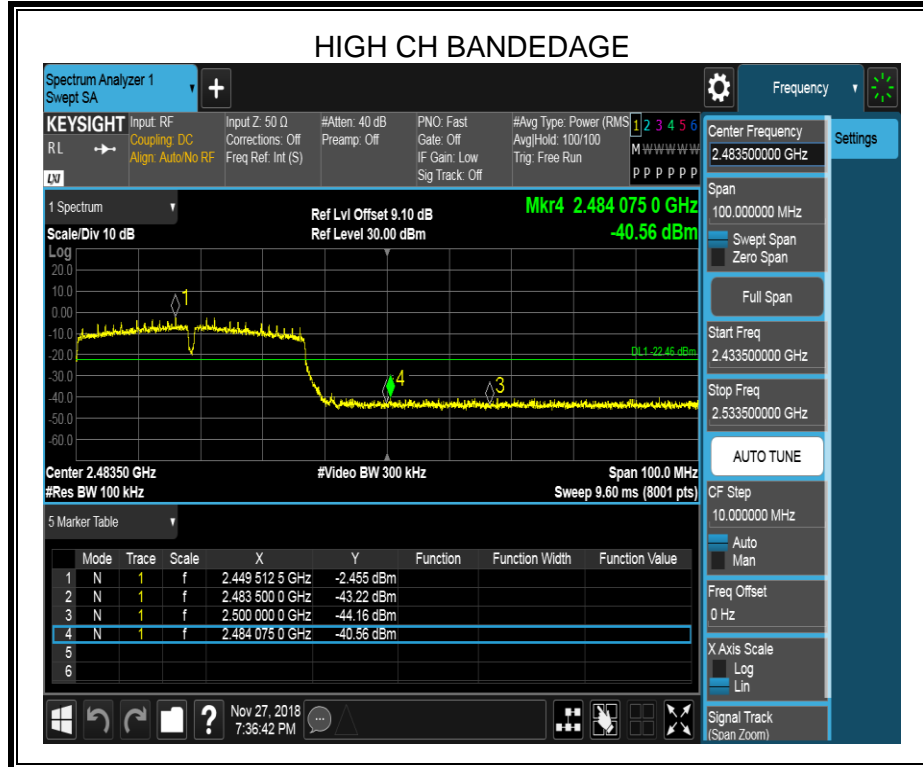 HIGH CH BANDEDAGE
Spectrum Analyzer 1
Swept SA
Frequency
KEYSIGHT
RL
LXI
Input: RF
Coupling: DC
Align: Auto/No RF
Input Z: 50 Ω
Corrections: Off
Freq Ref: Int (S)
#Atten: 40 dB
Preamp: Off
PNO: Fast
Gate: Off
IF Gain: Low
Sig Track: Off
#Avg Type: Power (RMS
Avg|Hold: 100/100
Trig: Free Run
1 2 3 4 5 6
M W W W W W
P P P P P P
Center Frequency
2.483500000 GHz
Settings
Span
100.000000 MHz
Swept Span
Zero Span
Full Span
Start Freq
2.433500000 GHz
Stop Freq
2.533500000 GHz
AUTO TUNE
CF Step
10.000000 MHz
Auto
Man
Freq Offset
0 Hz
X Axis Scale
Log
Lin
Signal Track
(Span Zoom)
1 Spectrum
Scale/Div 10 dB
Ref Lvl Offset 9.10 dB
Ref Level 30.00 dBm
Mkr4 2.484 075 0 GHz
-40.56 dBm
Log
20.0
10.0
0.00
-10.0
-20.0
-30.0
-40.0
-50.0
-60.0
1
4
3
DL1 -22.46 dBm
Center 2.48350 GHz
#Res BW 100 kHz
#Video BW 300 kHz
Span 100.0 MHz
Sweep 9.60 ms (8001 pts)
5 Marker Table
Mode Trace Scale X Y Function Function Width Function Value
1 N 1 f 2.449 512 5 GHz -2.455 dBm
2 N 1 f 2.483 500 0 GHz -43.22 dBm
3 N 1 f 2.500 000 0 GHz -44.16 dBm
4 N 1 f 2.484 075 0 GHz -40.56 dBm
5
6
?
Nov 27, 2018
7:36:42 PM